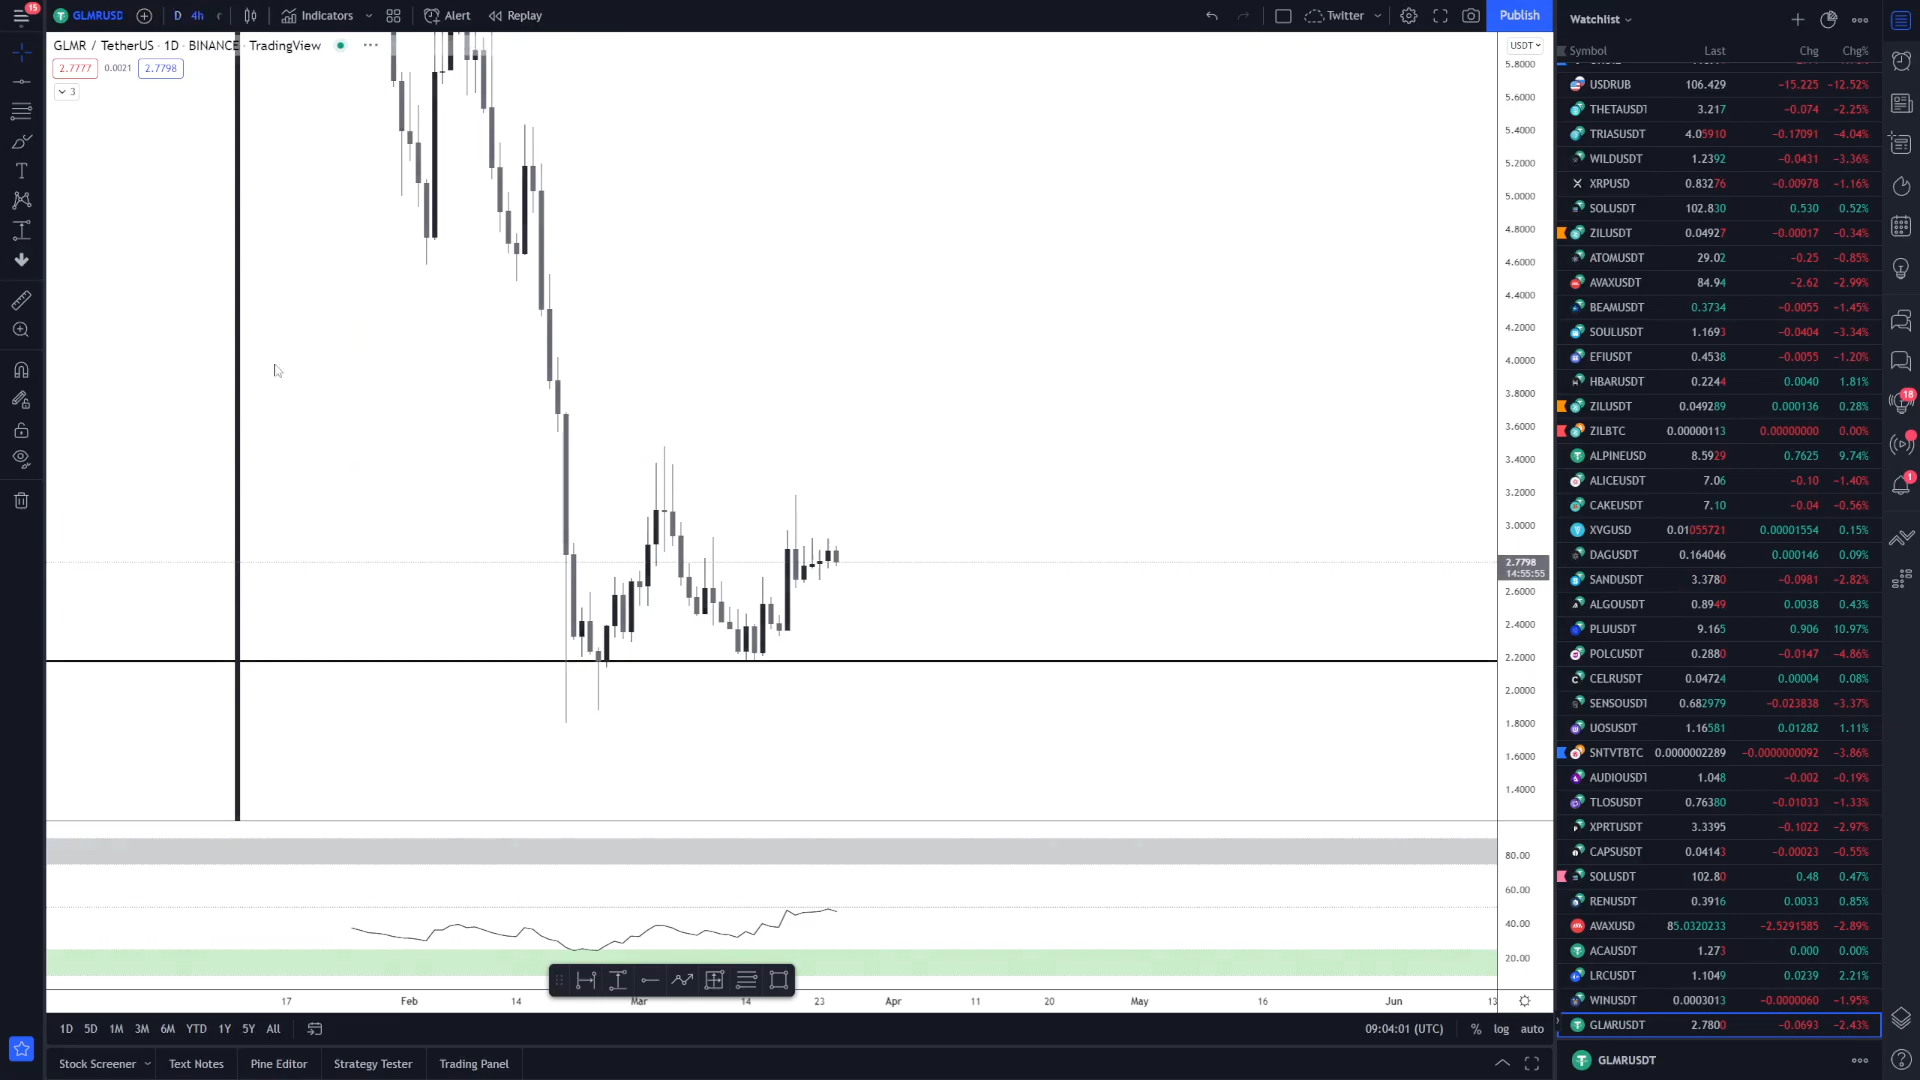 15
GLMRUSD
D 4h
Indicators
Alert
Replay
Twitter
Publish
GLMR / TetherUS · 1D · BINANCE · TradingView
2.7777 0.0021 2.7798
3
USDT
5.8000
5.6000
5.4000
5.2000
5.0000
4.8000
4.6000
4.4000
4.2000
4.0000
3.8000
3.6000
3.4000
3.2000
3.0000
2.7798
14:55:55
2.6000
2.4000
2.2000
2.0000
1.8000
1.6000
1.4000
80.00
60.00
40.00
20.00
17 Feb 14 Mar 14 23 Apr 11 20 May 16 Jun 13
1D 5D 1M 3M 6M YTD 1Y 5Y All
09:04:01 (UTC) % log auto
Stock Screener Text Notes Pine Editor Strategy Tester Trading Panel
Watchlist
Symbol Last Chg Chg%
USDRUB 106.429 −15.225 −12.52%
THETAUSDT 3.217 −0.074 −2.25%
TRIASUSDT 4.05910 −0.17091 −4.04%
WILDUSDT 1.2392 −0.0431 −3.36%
XRPUSD 0.83276 −0.00978 −1.16%
SOLUSDT 102.830 0.530 0.52%
ZILUSDT 0.04927 −0.00017 −0.34%
ATOMUSDT 29.02 −0.25 −0.85%
AVAXUSDT 84.94 −2.62 −2.99%
BEAMUSDT 0.3734 −0.0055 −1.45%
SOULUSDT 1.1693 −0.0404 −3.34%
EFIUSDT 0.4538 −0.0055 −1.20%
HBARUSDT 0.2244 0.0040 1.81%
ZILUSDT 0.049289 0.000136 0.28%
ZILBTC 0.00000113 0.00000000 0.00%
ALPINEUSD 8.5929 0.7625 9.74%
ALICEUSDT 7.06 −0.10 −1.40%
CAKEUSDT 7.10 −0.04 −0.56%
XVGUSD 0.01055721 0.00001554 0.15%
DAGUSDT 0.164046 0.000146 0.09%
SANDUSDT 3.3780 −0.0981 −2.82%
ALGOUSDT 0.8949 0.0038 0.43%
PLUUSDT 9.165 0.906 10.97%
POLCUSDT 0.2880 −0.0147 −4.86%
CELRUSDT 0.04724 0.00004 0.08%
SENSOUSDT 0.682979 −0.023838 −3.37%
UOSUSDT 1.16581 0.01282 1.11%
SNTVTBTC 0.0000002289 −0.0000000092 −3.86%
AUDIOUSDT 1.048 −0.002 −0.19%
TLOSUSDT 0.76380 −0.01033 −1.33%
XPRTUSDT 3.3395 −0.1022 −2.97%
CAPSUSDT 0.04143 −0.00023 −0.55%
SOLUSDT 102.80 0.48 0.47%
RENUSDT 0.3916 0.0033 0.85%
AVAXUSD 85.0320233 −2.5291585 −2.89%
ACAUSDT 1.273 0.000 0.00%
LRCUSDT 1.1049 0.0239 2.21%
WINUSDT 0.0003013 −0.0000060 −1.95%
GLMRUSDT 2.7800 −0.0693 −2.43%
GLMRUSDT
18
1